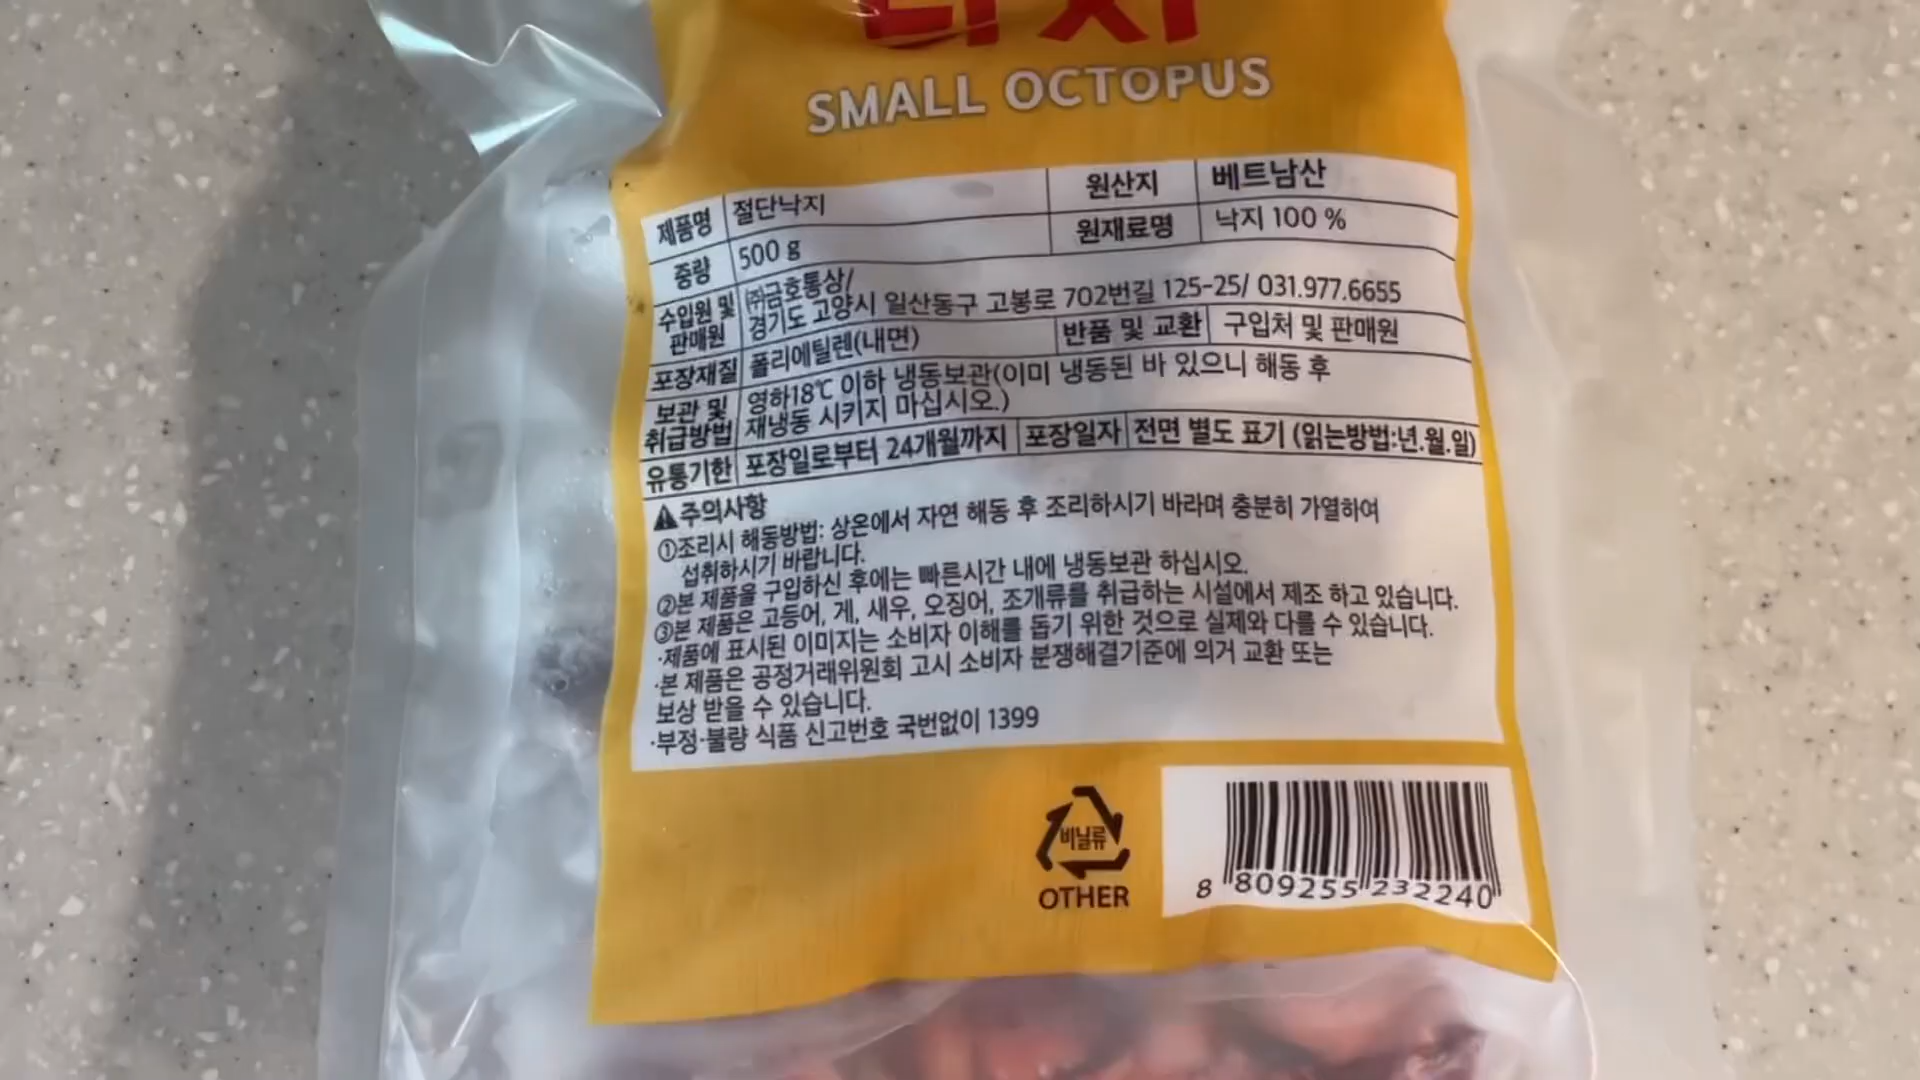 낙지
SMALL OCTOPUS
제품명 절단낙지 원산지 베트남산
중량 500 g 원재료명 낙지 100 %
수입원 및 판매원 ㈜금호통상/
경기도 고양시 일산동구 고봉로 702번길 125-25/ 031.977.6655
포장재질 폴리에틸렌(내면) 반품 및 교환 구입처 및 판매원
보관 및 취급방법 영하18℃ 이하 냉동보관(이미 냉동된 바 있으니 해동 후
재냉동 시키지 마십시오.)
유통기한 포장일로부터 24개월까지 포장일자 전면 별도 표기 (읽는방법:년.월.일)
주의사항
①조리시 해동방법: 상온에서 자연 해동 후 조리하시기 바라며 충분히 가열하여
섭취하시기 바랍니다.
②본 제품을 구입하신 후에는 빠른시간 내에 냉동보관 하십시오.
③본 제품은 고등어, 게, 새우, 오징어, 조개류를 취급하는 시설에서 제조 하고 있습니다.
·제품에 표시된 이미지는 소비자 이해를 돕기 위한 것으로 실제와 다를 수 있습니다.
·본 제품은 공정거래위원회 고시 소비자 분쟁해결기준에 의거 교환 또는
보상 받을 수 있습니다.
·부정·불량 식품 신고번호 국번없이 1399
비닐류
OTHER
8 809255 232240